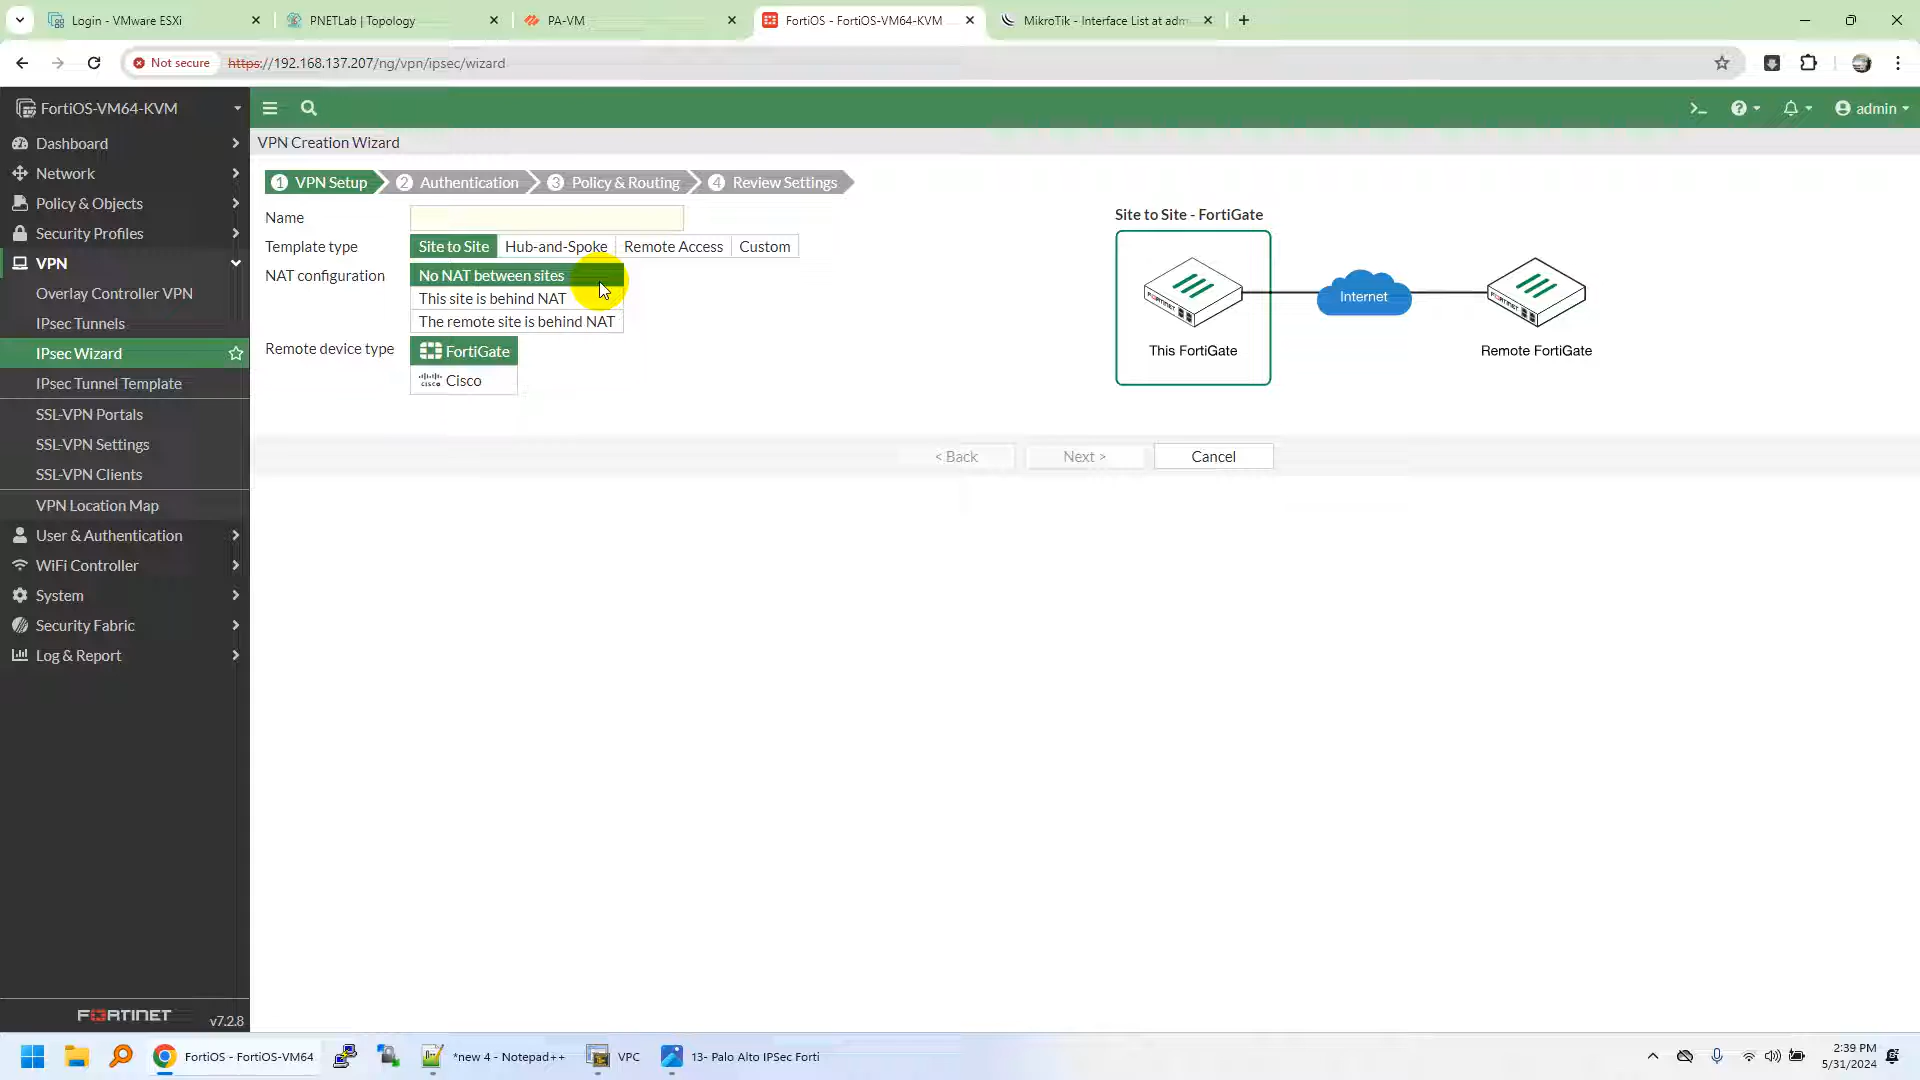 Login - VMware ESXi
PNETLab | Topology
PA-VM
FortiOS - FortiOS-VM64-KVM
MikroTik - Interface List at adm
Not secure
https://192.168.137.207/ng/vpn/ipsec/wizard
FortiOS-VM64-KVM
admin
Dashboard
Network
Policy & Objects
Security Profiles
VPN
Overlay Controller VPN
IPsec Tunnels
IPsec Wizard
IPsec Tunnel Template
SSL-VPN Portals
SSL-VPN Settings
SSL-VPN Clients
VPN Location Map
User & Authentication
WiFi Controller
System
Security Fabric
Log & Report
FORTINET
v7.2.8
VPN Creation Wizard
1 VPN Setup
2 Authentication
3 Policy & Routing
4 Review Settings
Name
Template type
Site to Site
Hub-and-Spoke
Remote Access
Custom
NAT configuration
No NAT between sites
This site is behind NAT
The remote site is behind NAT
Remote device type
FortiGate
Cisco
Site to Site - FortiGate
Internet
This FortiGate
Remote FortiGate
< Back
Next >
Cancel
FortiOS - FortiOS-VM64
*new 4 - Notepad++
VPC
13- Palo Alto IPSec Forti
2:39 PM
5/31/2024